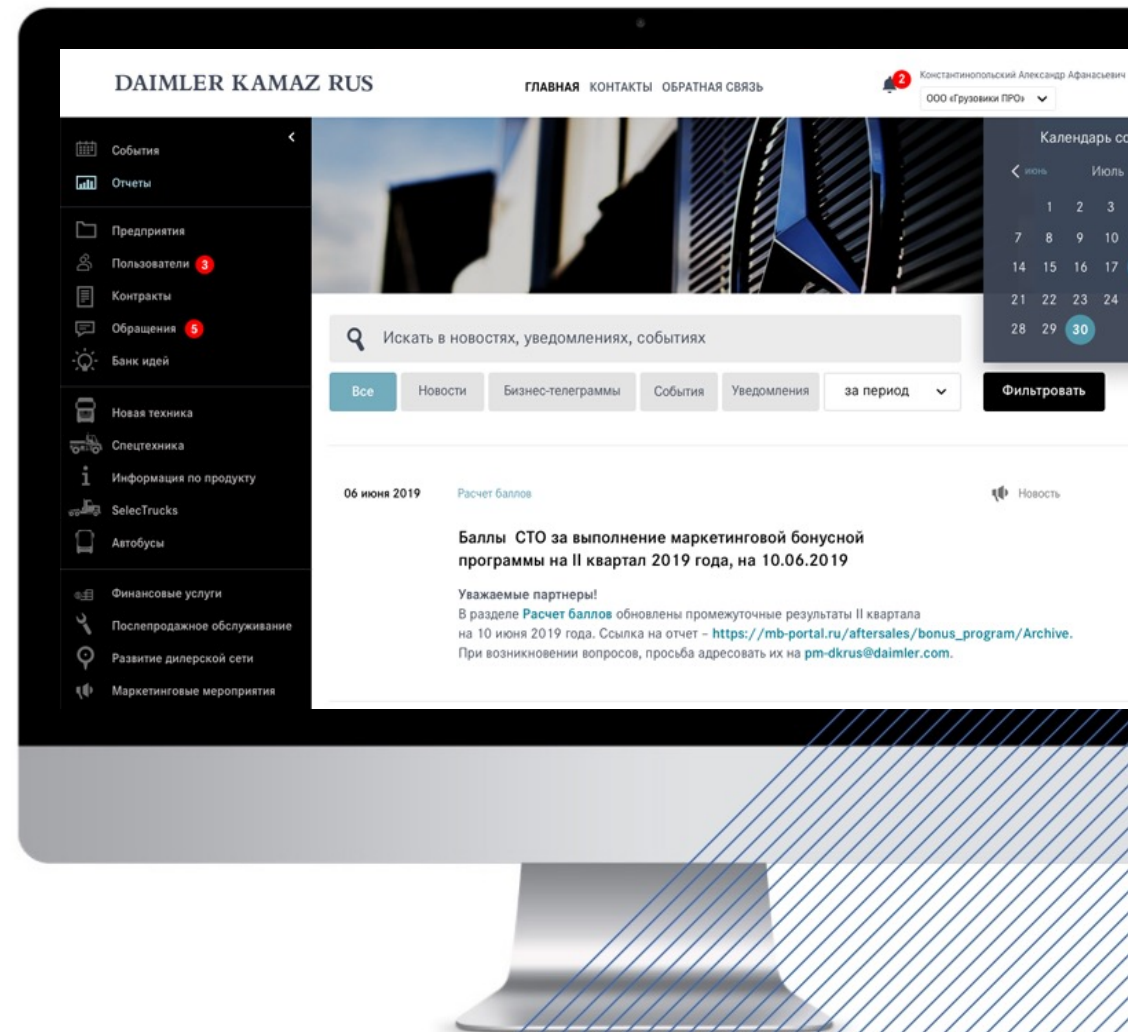 DAIMLER KAMAZ RUS
ГЛАВНАЯ КОНТАКТЫ ОБРАТНАЯ СВЯЗЬ
2
Константинопольский Александр Афанасьевич
ООО «Грузовики ПРО»
События
Отчеты
Предприятия
Пользователи 3
Контракты
Обращения 5
Банк идей
Новая техника
Спецтехника
Информация по продукту
SelecTrucks
Автобусы
Финансовые услуги
Послепродажное обслуживание
Развитие дилерской сети
Маркетинговые мероприятия
Календарь со
июнь Июль
1 2 3
7 8 9 10
14 15 16 17
21 22 23 24
28 29 30
Искать в новостях, уведомлениях, событиях
Все Новости Бизнес-телеграммы События Уведомления за период Фильтровать
06 июня 2019 Расчет баллов Новость
Баллы СТО за выполнение маркетинговой бонусной
программы на II квартал 2019 года, на 10.06.2019
Уважаемые партнеры!
В разделе Расчет баллов обновлены промежуточные результаты II квартала
на 10 июня 2019 года. Ссылка на отчет – https://mb-portal.ru/aftersales/bonus_program/Archive.
При возникновении вопросов, просьба адресовать их на pm-dkrus@daimler.com.